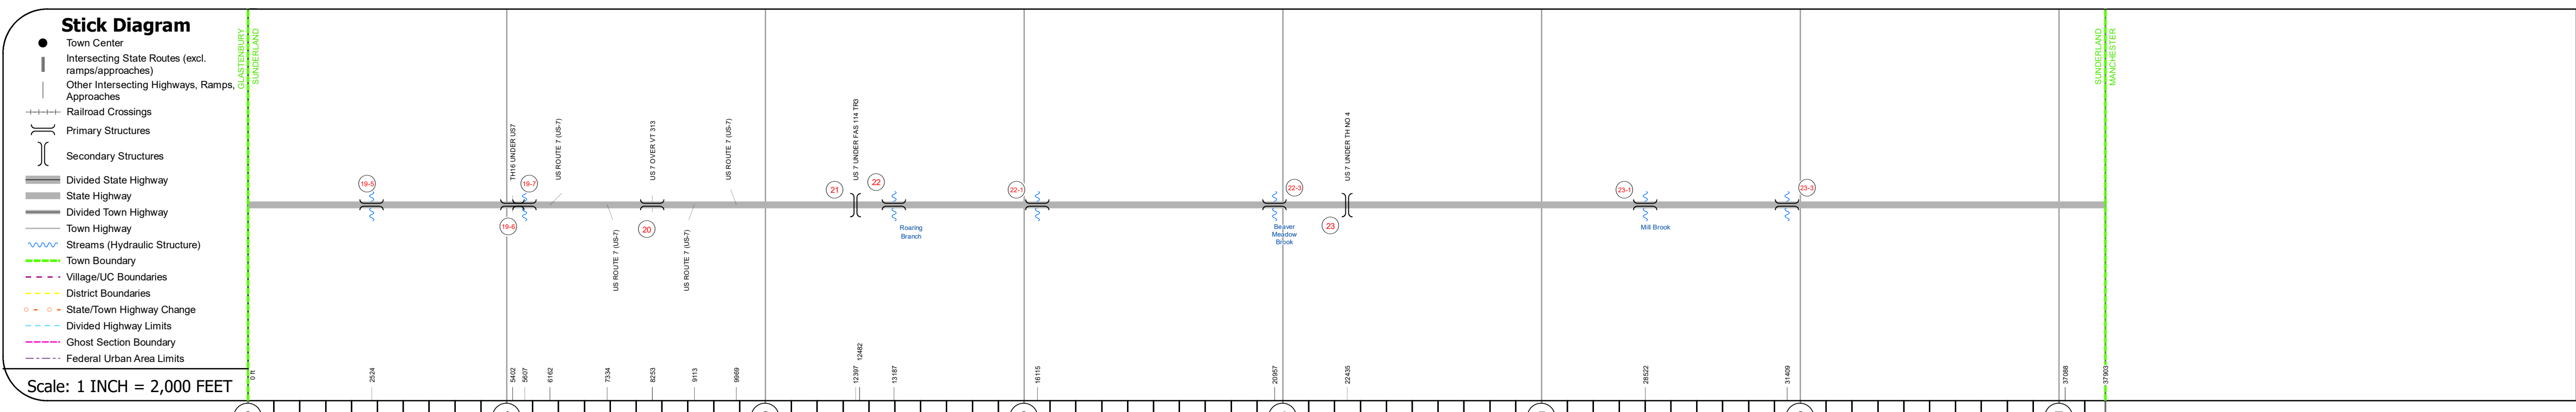 Stick Diagram
Town Center
Intersecting State Routes (excl.
ramps/approaches)
Other Intersecting Highways, Ramps,
Approaches
Railroad Crossings
Primary Structures
Secondary Structures
Divided State Highway
State Highway
Divided Town Highway
Town Highway
Streams (Hydraulic Structure)
Town Boundary
Village/UC Boundaries
District Boundaries
State/Town Highway Change
Divided Highway Limits
Ghost Section Boundary
Federal Urban Area Limits
Scale: 1 INCH = 2,000 FEET
GLASTENBURY
SUNDERLAND
TH16 UNDER US7
US ROUTE 7 (US-7)
US 7 OVER VT 313
US ROUTE 7 (US-7)
US 7 UNDER FAS 114 TR3
US 7 UNDER TH NO 4
SUNDERLAND
MANCHESTER
19-5
19-7
21
22
22-1
22-3
23-1
23-3
19-6
20
23
Roaring
Branch
Beaver
Meadow
Brook
Mill Brook
US ROUTE 7 (US-7)
US ROUTE 7 (US-7)
0 ft
2524
5402
5607
6162
7334
8253
9113
9969
12397
12482
13187
16115
20957
22435
28522
31409
37088
37903